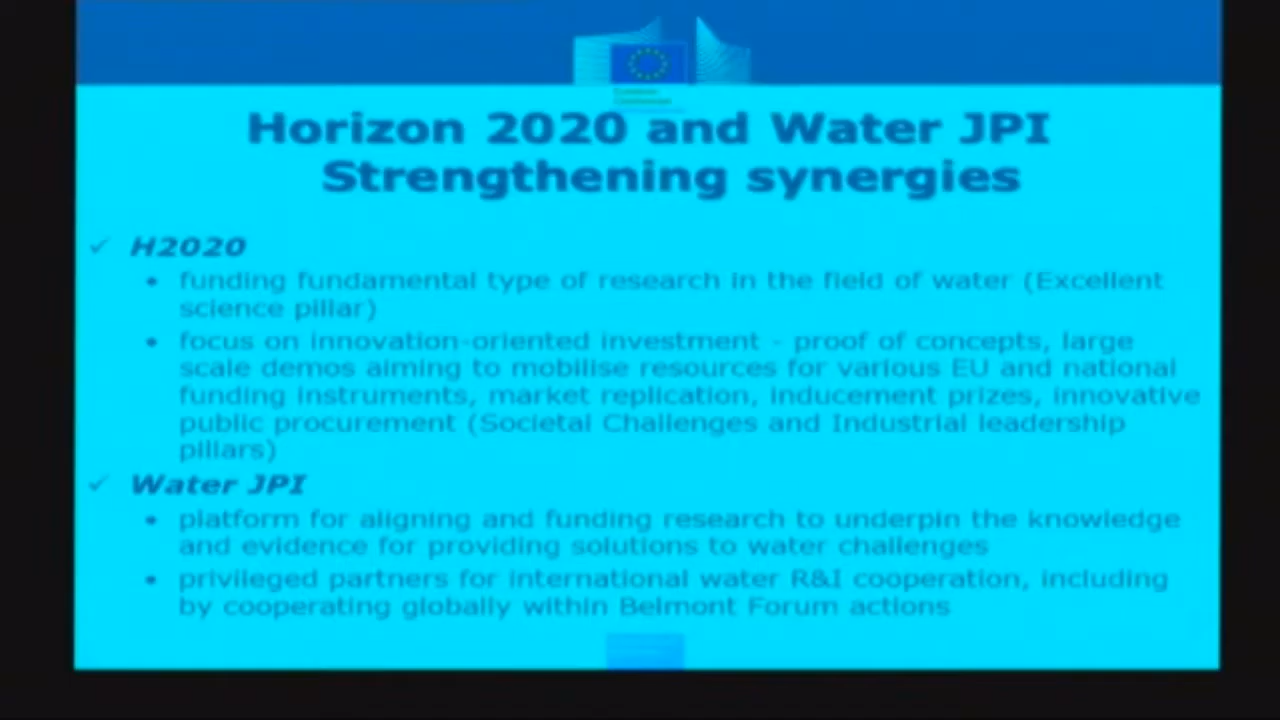 Horizon 2020 and Water JPI
Strengthening synergies
✓ H2020
• funding fundamental type of research in the field of water (Excellent
science pillar)
• focus on innovation-oriented investment - proof of concepts, large
scale demos aiming to mobilise resources for various EU and national
funding instruments, market replication, inducement prizes, innovative
public procurement (Societal Challenges and Industrial leadership
pillars)
✓ Water JPI
• platform for aligning and funding research to underpin the knowledge
and evidence for providing solutions to water challenges
• privileged partners for international water R&I cooperation, including
by cooperating globally within Belmont Forum actions